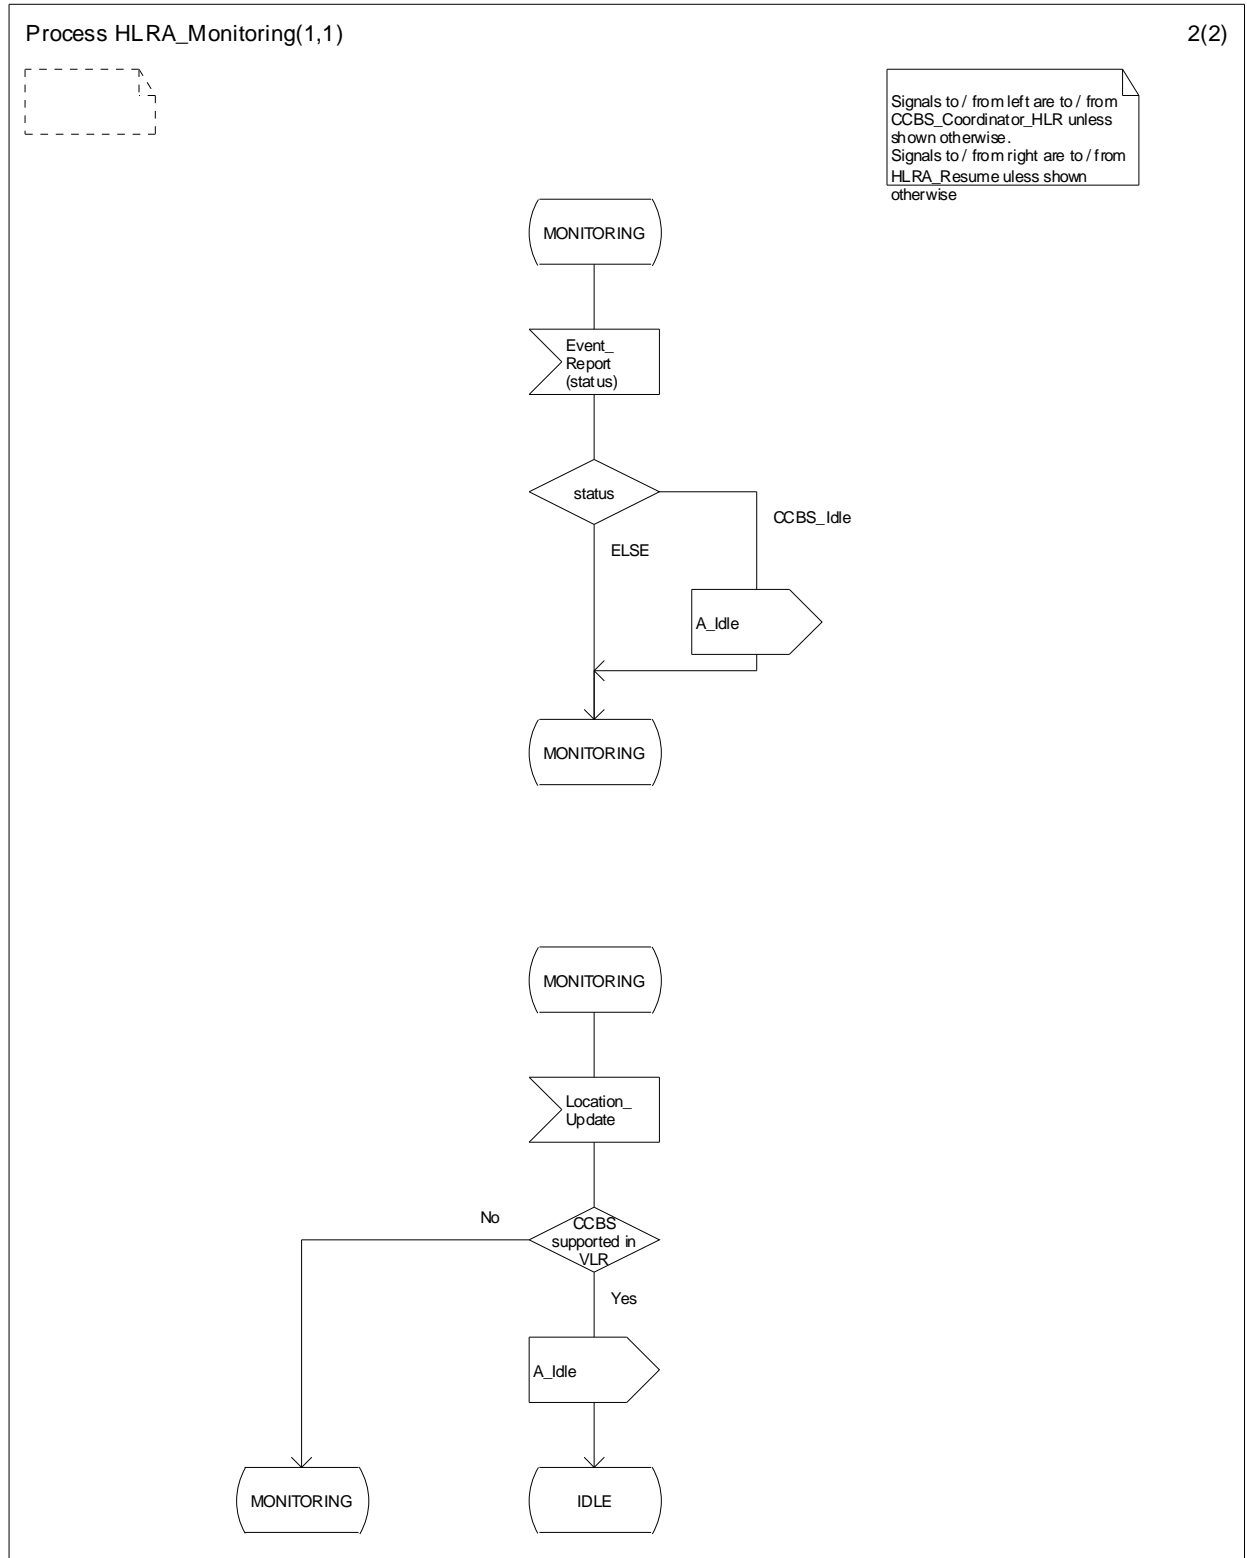 Process HLRA_Monitoring(1,1)
2(2)
Signals to / from left are to / from
CCBS_Coordinator_HLR unless
shown otherwise.
Signals to / from right are to / from
HLRA_Resume uless shown
otherwise
MONITORING
Event_
Report
(status)
status
CCBS_Idle
ELSE
A_Idle
MONITORING
MONITORING
Location_
Update
No
CCBS
supported in
VLR
Yes
A_Idle
MONITORING
IDLE